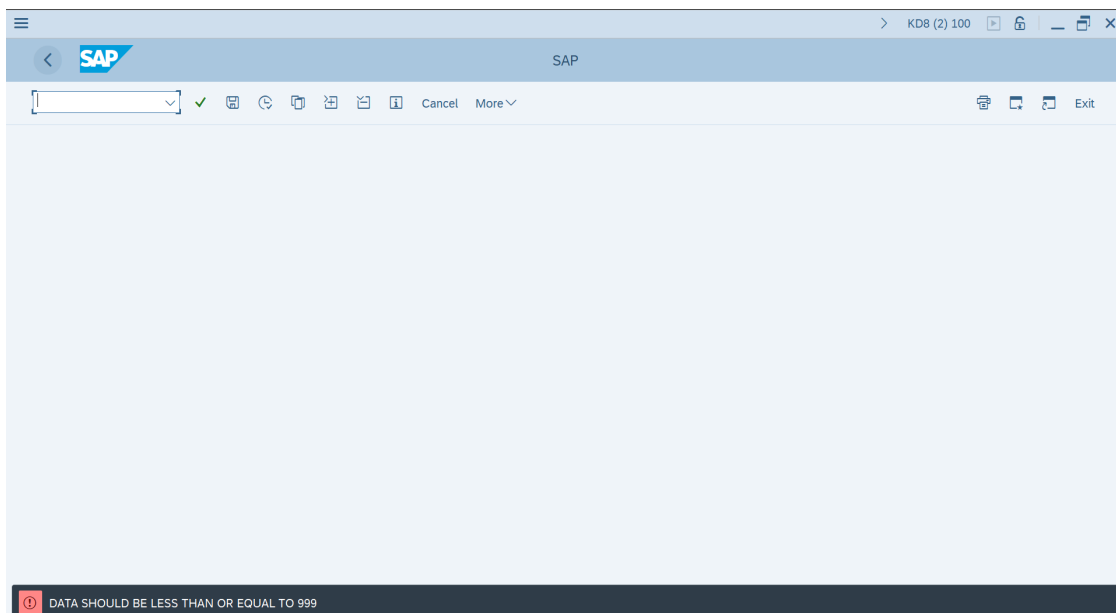 KD8 (2) 100
SAP
SAP
Cancel More
Exit
DATA SHOULD BE LESS THAN OR EQUAL TO 999